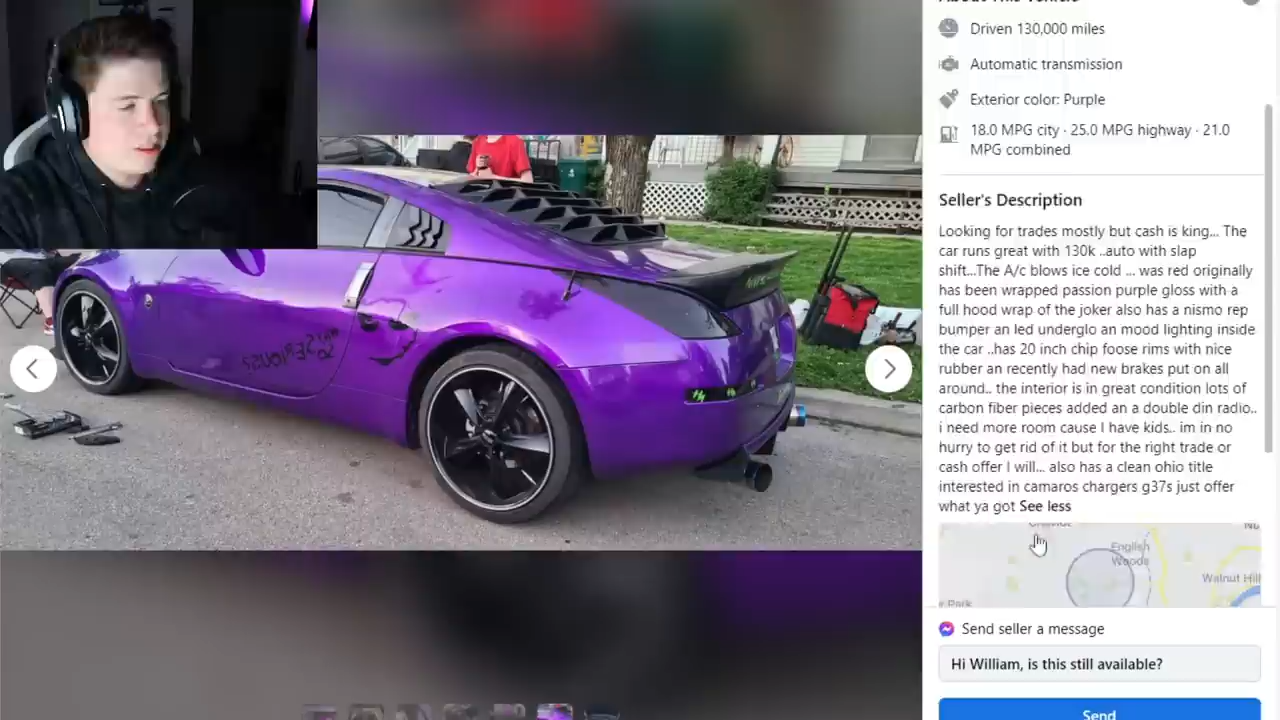 About This Vehicle
Driven 130,000 miles
Automatic transmission
Exterior color: Purple
18.0 MPG city · 25.0 MPG highway · 21.0
MPG combined
Seller's Description
Looking for trades mostly but cash is king... The
car runs great with 130k ..auto with slap
shift...The A/c blows ice cold ... was red originally
has been wrapped passion purple gloss with a
full hood wrap of the joker also has a nismo rep
bumper an led underglo an mood lighting inside
the car ..has 20 inch chip foose rims with nice
rubber an recently had new brakes put on all
around.. the interior is in great condition lots of
carbon fiber pieces added an a double din radio..
i need more room cause I have kids.. im in no
hurry to get rid of it but for the right trade or
cash offer I will... also has a clean ohio title
interested in camaros chargers g37s just offer
what ya got See less
English
Woods
Walnut Hill
Park
Send seller a message
Hi William, is this still available?
Send